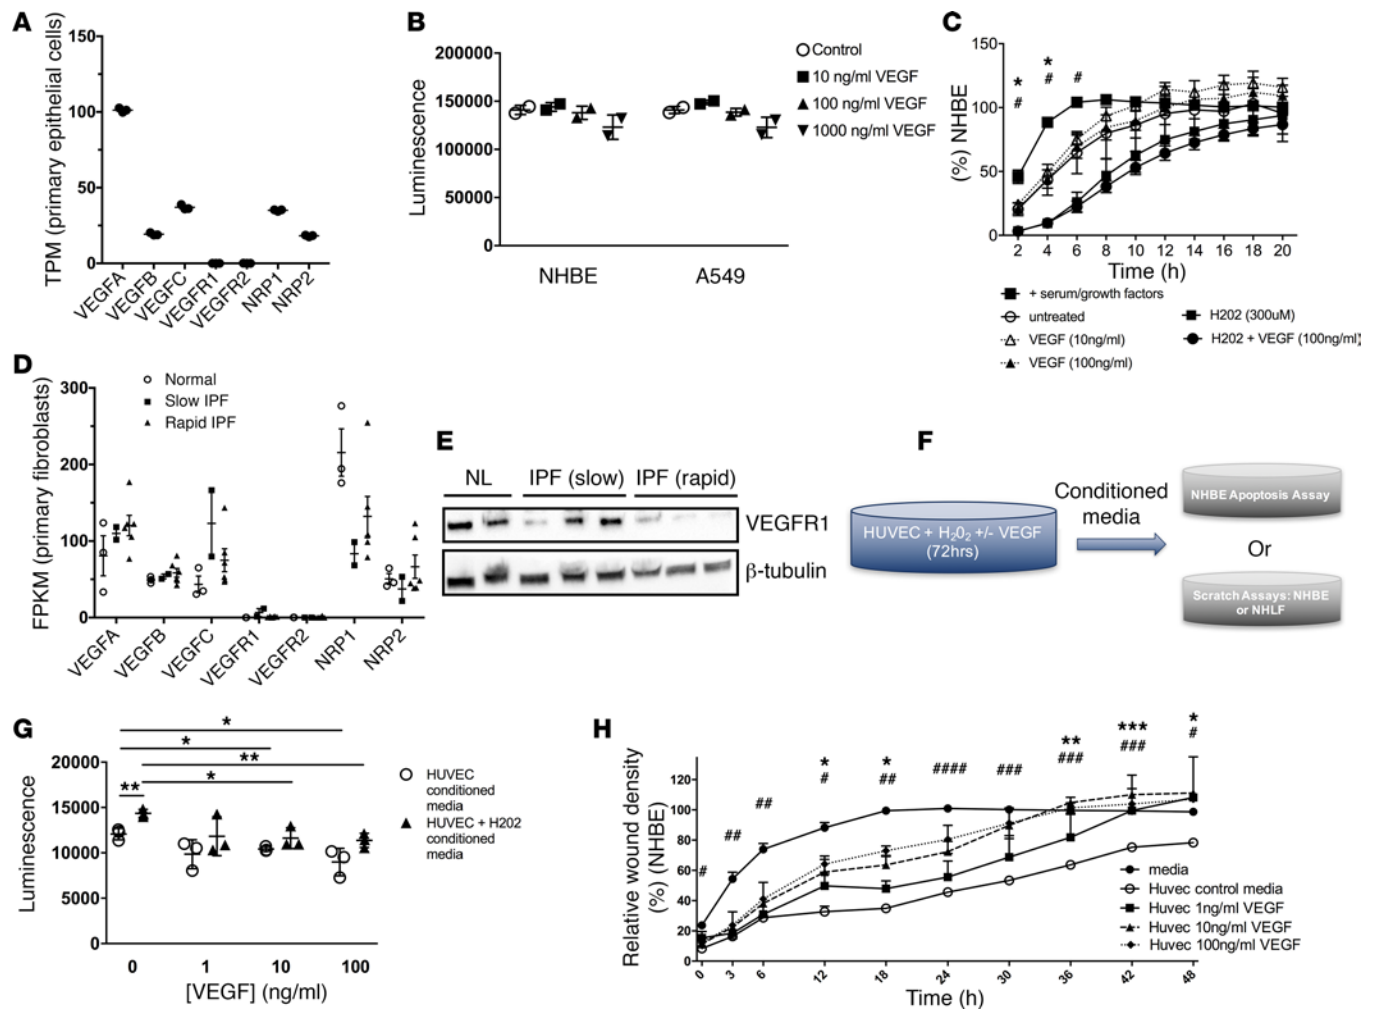 A
TPM (primary epithelial cells)
150
100
50
0
VEGFA
VEGFB
VEGFC
VEGFR1
VEGFR2
NRP1
NRP2
B
Luminescence
200000
150000
100000
50000
0
NHBE
A549
Control
10 ng/ml VEGF
100 ng/ml VEGF
1000 ng/ml VEGF
C
(%) NHBE
150
100
50
0
*
#
*
#
#
2 4 6 8 10 12 14 16 18 20
Time (h)
+ serum/growth factors
untreated
VEGF (10ng/ml)
VEGF (100ng/ml)
H202 (300uM)
H202 + VEGF (100ng/ml)
D
FPKM (primary fibroblasts)
300
200
100
0
Normal
Slow IPF
Rapid IPF
VEGFA
VEGFB
VEGFC
VEGFR1
VEGFR2
NRP1
NRP2
E
NL IPF (slow) IPF (rapid)
VEGFR1
β-tubulin
F
HUVEC + H₂0₂ +/- VEGF
(72hrs)
Conditioned
media
NHBE Apoptosis Assay
Or
Scratch Assays: NHBE
or NHLF
G
Luminescence
20000
15000
10000
5000
0
*
*
**
*
**
0 1 10 100
[VEGF] (ng/ml)
HUVEC
conditioned
media
HUVEC + H202
conditioned
media
H
Relative wound density
(%) (NHBE)
120
100
80
60
40
20
0
#
##
##
*
#
*
##
####
###
**
###
***
###
*
#
0 3 6 12 18 24 30 36 42 48
Time (h)
media
Huvec control media
Huvec 1ng/ml VEGF
Huvec 10ng/ml VEGF
Huvec 100ng/ml VEGF